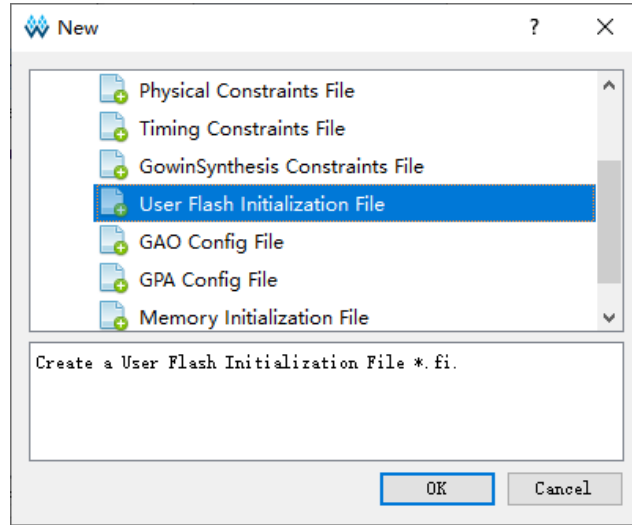 New
?
Physical Constraints File
Timing Constraints File
GowinSynthesis Constraints File
User Flash Initialization File
GAO Config File
GPA Config File
Memory Initialization File
Create a User Flash Initialization File *.fi.
OK
Cancel